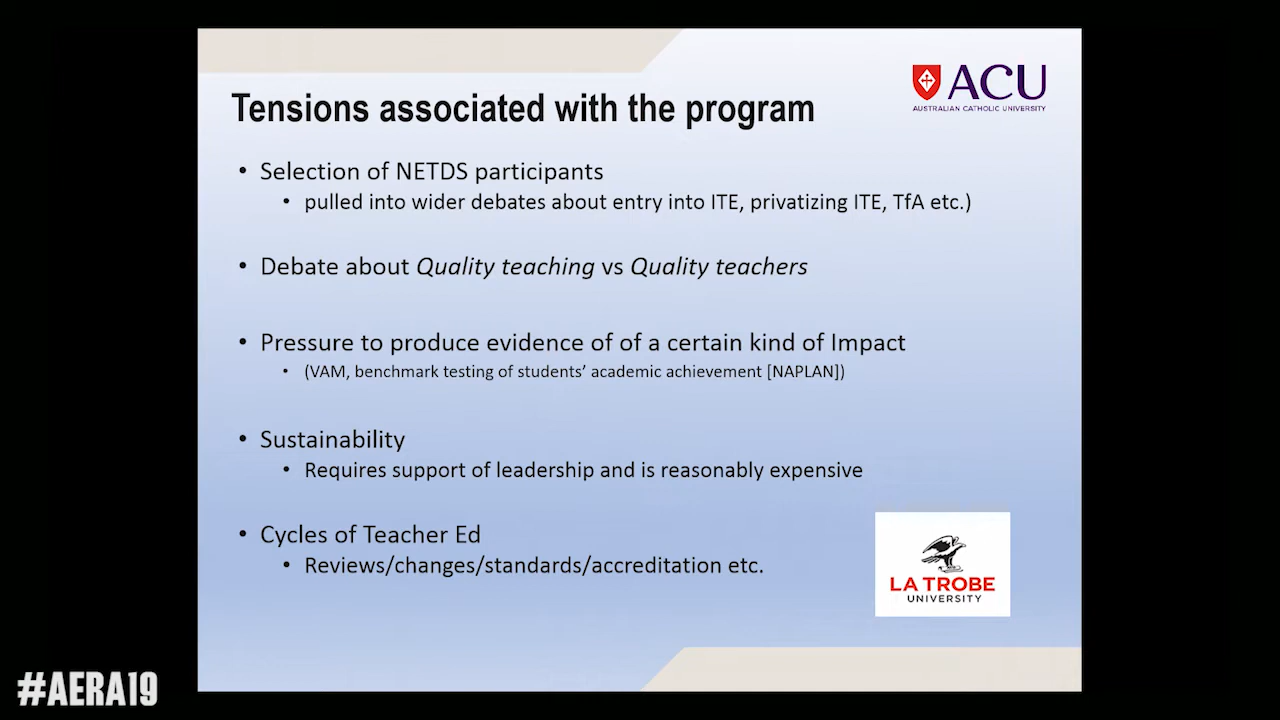 ACU
AUSTRALIAN CATHOLIC UNIVERSITY
Tensions associated with the program
• Selection of NETDS participants
• pulled into wider debates about entry into ITE, privatizing ITE, TfA etc.)
• Debate about Quality teaching vs Quality teachers
• Pressure to produce evidence of of a certain kind of Impact
• (VAM, benchmark testing of students’ academic achievement [NAPLAN])
• Sustainability
• Requires support of leadership and is reasonably expensive
• Cycles of Teacher Ed
• Reviews/changes/standards/accreditation etc.
LA TROBE
UNIVERSITY
#AERA19